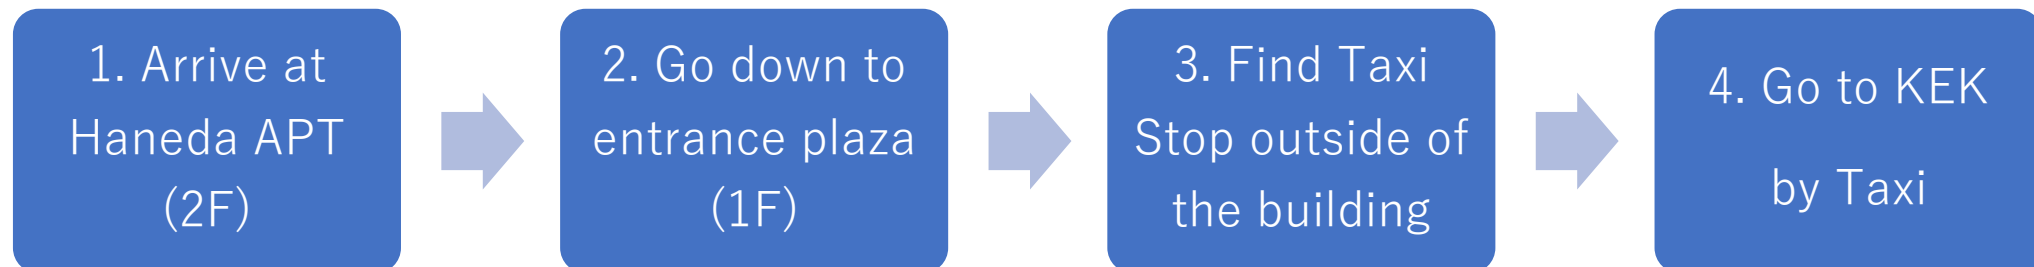 1. Arrive at
Haneda APT
(2F)
2. Go down to
entrance plaza
(1F)
3. Find Taxi
Stop outside of
the building
4. Go to KEK
by Taxi